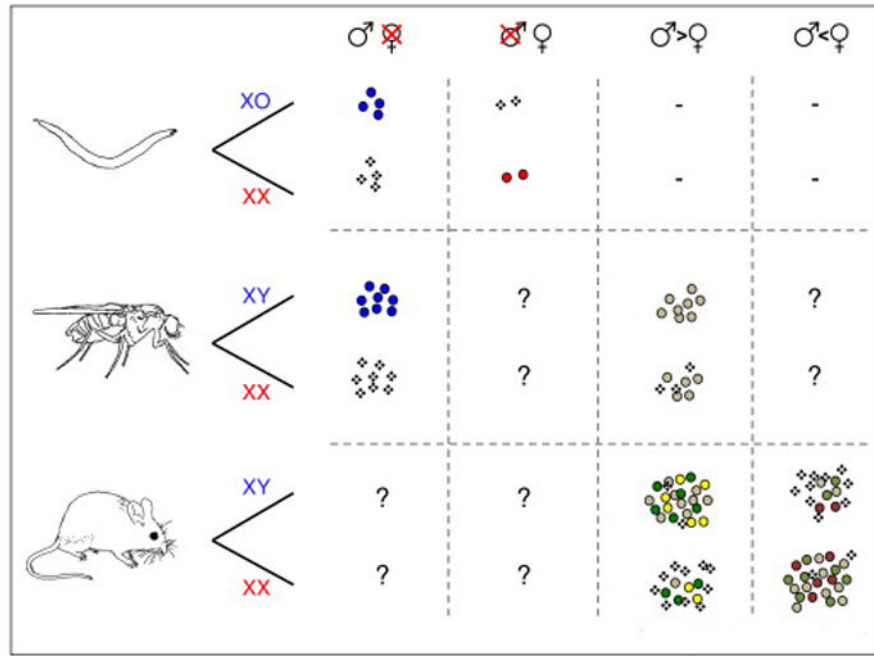 ♂ ♀ ♂ ♀ ♂>♀ ♂<♀
XO - -
XX - -
XY ? ?
XX ? ?
XY ? ?
XX ? ?